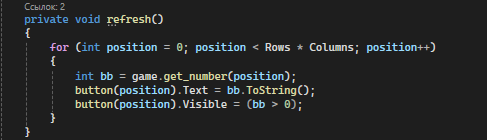 Ссылок: 2
private void refresh()
{
for (int position = 0; position < Rows * Columns; position++)
{
int bb = game.get_number(position);
button(position).Text = bb.ToString();
button(position).Visible = (bb > 0);
}
}